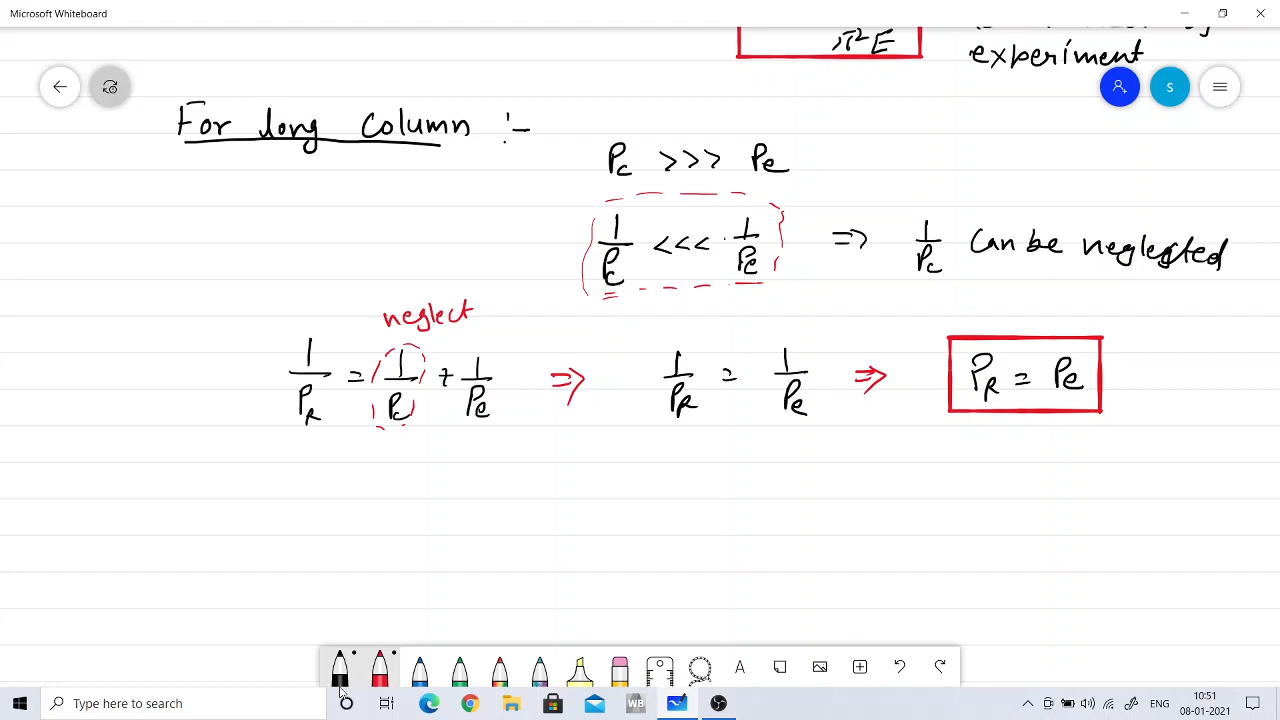 Microsoft Whiteboard
π²E
experiment
S
For long Column :-
Pc >>> Pe
1/Pc <<< 1/Pe ⇒ 1/Pc Can be neglected
neglect
1/PR = 1/Pc + 1/Pe ⇒ 1/PR = 1/Pe ⇒ PR = Pe
A
Type here to search
WB
ENG
10:51
08-01-2021